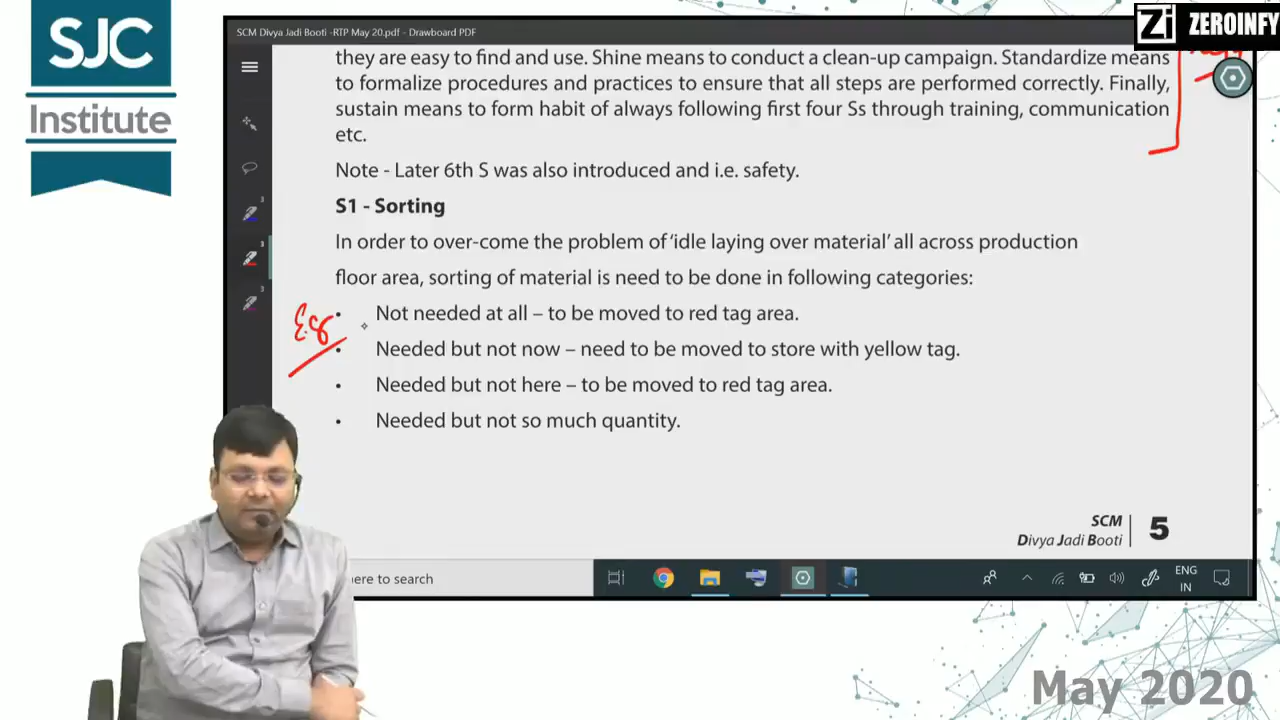 SJC
Institute
SCM Divya Jadi Booti -RTP May 20.pdf - Drawboard PDF
Zi ZEROINFY
they are easy to find and use. Shine means to conduct a clean-up campaign. Standardize means
to formalize procedures and practices to ensure that all steps are performed correctly. Finally,
sustain means to form habit of always following first four Ss through training, communication
etc.
Note - Later 6th S was also introduced and i.e. safety.
S1 - Sorting
In order to over-come the problem of 'idle laying over material' all across production
floor area, sorting of material is need to be done in following categories:
Eg
• Not needed at all – to be moved to red tag area.
• Needed but not now – need to be moved to store with yellow tag.
• Needed but not here – to be moved to red tag area.
• Needed but not so much quantity.
SCM
Divya Jadi Booti
5
here to search
ENG
IN
May 2020